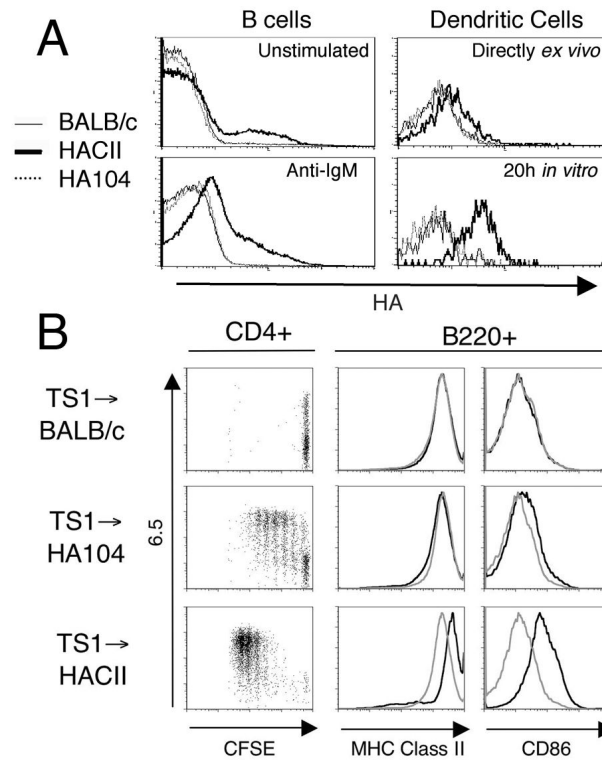 A
B cells
Dendritic Cells
Unstimulated
Directly ex vivo
BALB/c
HACII
HA104
Anti-IgM
20h in vitro
HA
B
CD4+
B220+
TS1→
BALB/c
TS1→
HA104
TS1→
HACII
6.5
CFSE
MHC Class II
CD86